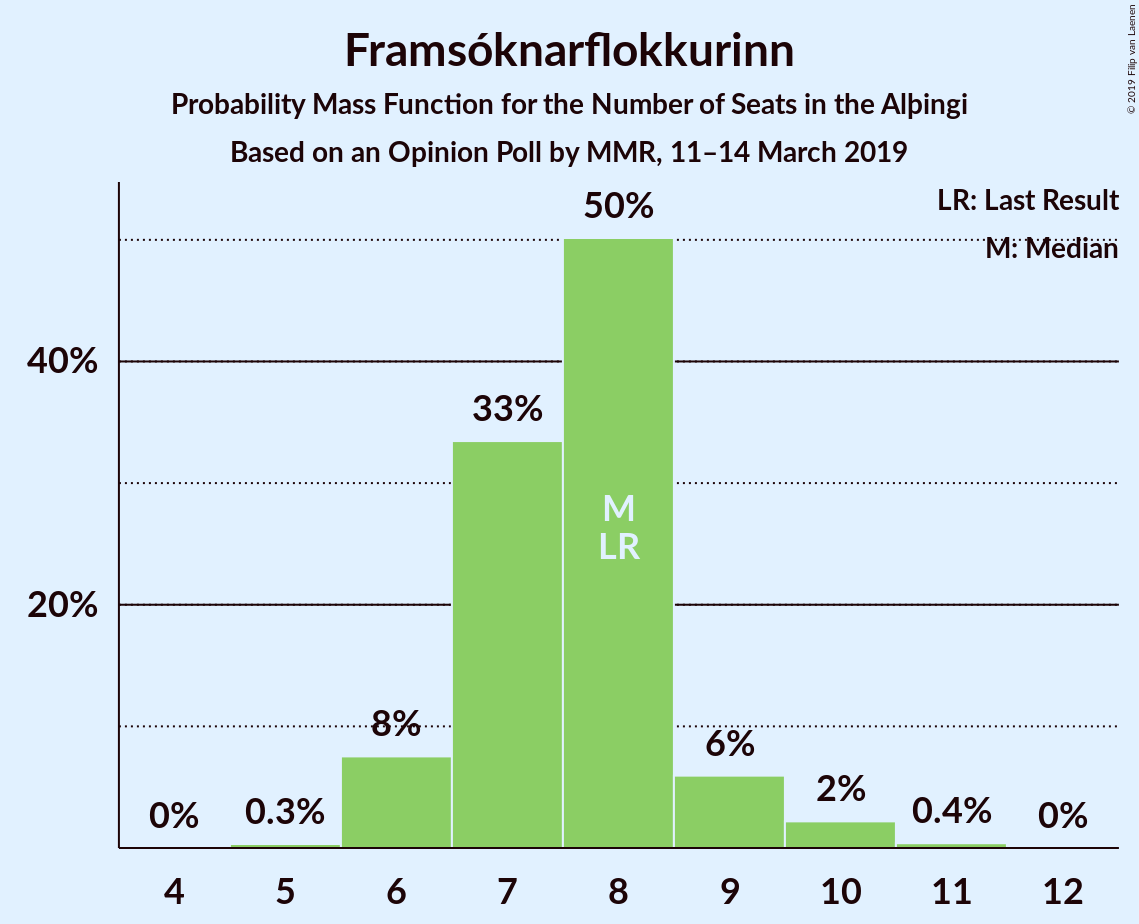 Framsóknarflokkurinn
Probability Mass Function for the Number of Seats in the Alþingi
Based on an Opinion Poll by MMR, 11–14 March 2019
© 2019 Filip van Laenen
LR: Last Result
M: Median
50%
40%
33%
M
LR
20%
8%
6%
2%
0%
0.3%
0.4%
0%
4 5 6 7 8 9 10 11 12